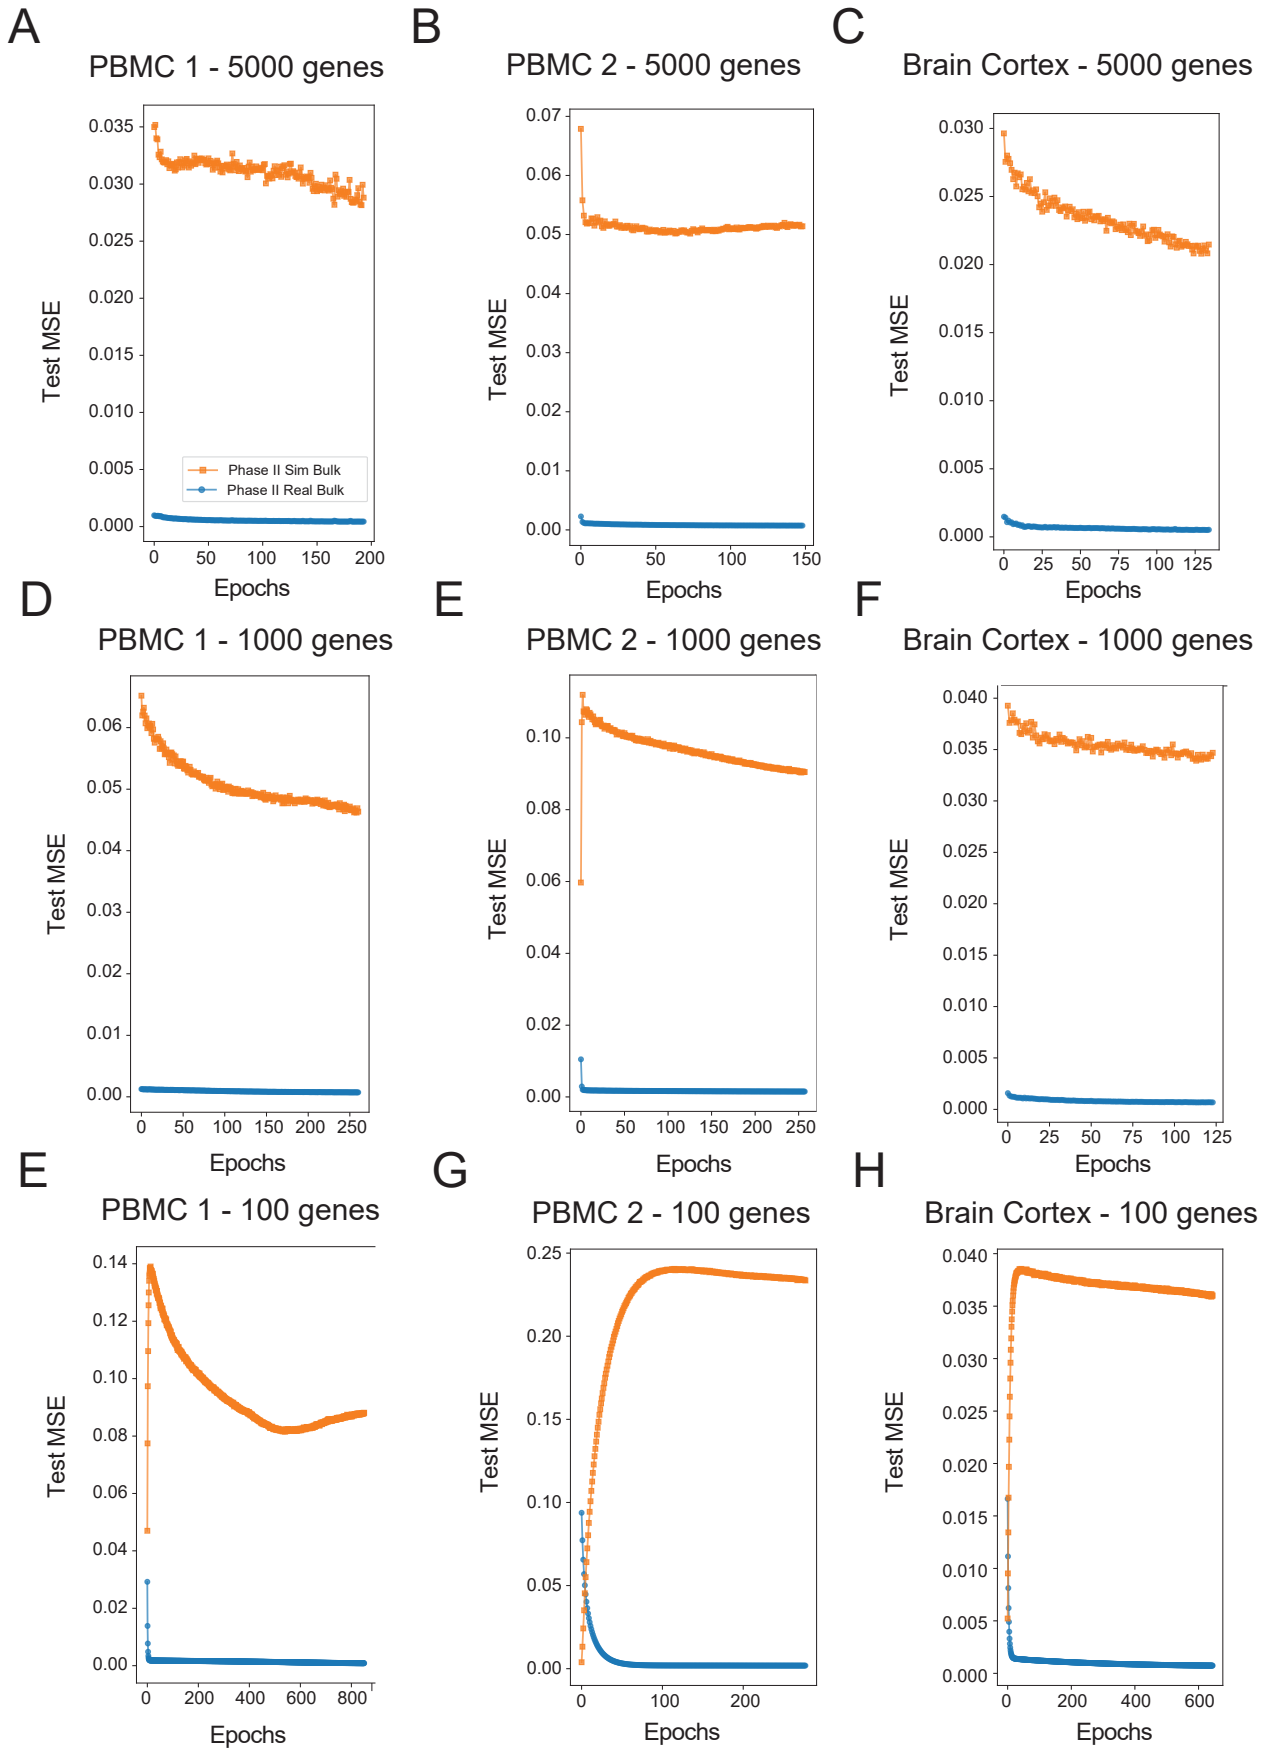 A
B
C
PBMC 1 - 5000 genes
PBMC 2 - 5000 genes
Brain Cortex - 5000 genes
0.035
0.030
0.025
0.020
0.015
0.010
0.005
0.000
Test MSE
Phase II Sim Bulk
Phase II Real Bulk
0 50 100 150 200
Epochs
0.07
0.06
0.05
0.04
0.03
0.02
0.01
0.00
Test MSE
0 50 100 150
Epochs
0.030
0.025
0.020
0.015
0.010
0.005
0.000
Test MSE
0 25 50 75 100 125
Epochs
D
E
F
PBMC 1 - 1000 genes
PBMC 2 - 1000 genes
Brain Cortex - 1000 genes
0.06
0.05
0.04
0.03
0.02
0.01
0.00
Test MSE
0 50 100 150 200 250
Epochs
0.10
0.08
0.06
0.04
0.02
0.00
Test MSE
0 50 100 150 200 250
Epochs
0.040
0.035
0.030
0.025
0.020
0.015
0.010
0.005
0.000
Test MSE
0 25 50 75 100 125
Epochs
E
G
H
PBMC 1 - 100 genes
PBMC 2 - 100 genes
Brain Cortex - 100 genes
0.14
0.12
0.10
0.08
0.06
0.04
0.02
0.00
Test MSE
0 200 400 600 800
Epochs
0.25
0.20
0.15
0.10
0.05
0.00
Test MSE
0 100 200
Epochs
0.040
0.035
0.030
0.025
0.020
0.015
0.010
0.005
0.000
Test MSE
0 200 400 600
Epochs